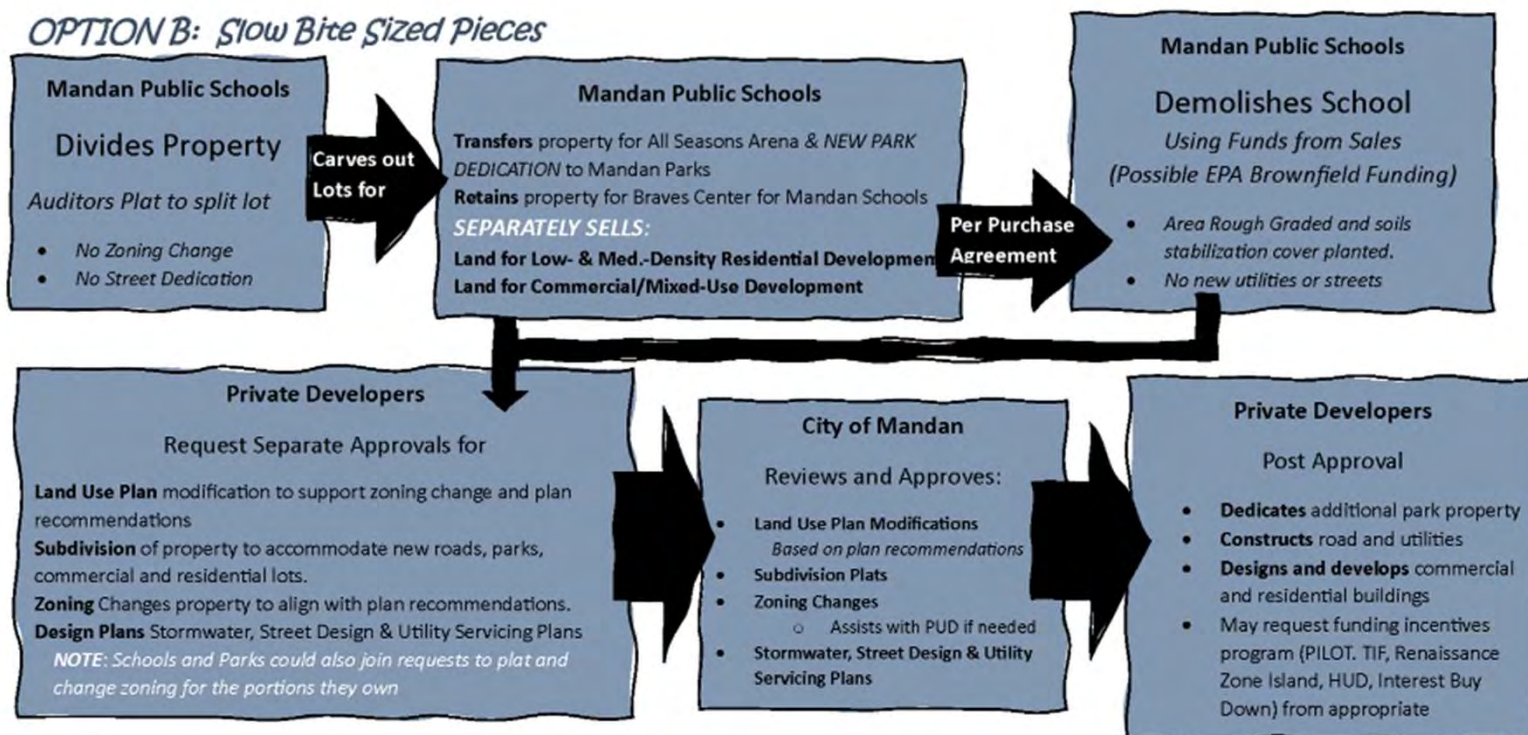 OPTION B: Slow Bite Sized Pieces
Mandan Public Schools
Divides Property
Auditors Plat to split lot
• No Zoning Change
• No Street Dedication
Carves out
Lots for
Mandan Public Schools
Transfers property for All Seasons Arena & NEW PARK
DEDICATION to Mandan Parks
Retains property for Braves Center for Mandan Schools
SEPARATELY SELLS:
Land for Low- & Med.-Density Residential Developmen
Land for Commercial/Mixed-Use Development
Per Purchase
Agreement
Mandan Public Schools
Demolishes School
Using Funds from Sales
(Possible EPA Brownfield Funding)
• Area Rough Graded and soils
stabilization cover planted.
• No new utilities or streets
Private Developers
Request Separate Approvals for
Land Use Plan modification to support zoning change and plan
recommendations
Subdivision of property to accommodate new roads, parks,
commercial and residential lots.
Zoning Changes property to align with plan recommendations.
Design Plans Stormwater, Street Design & Utility Servicing Plans
NOTE: Schools and Parks could also join requests to plat and
change zoning for the portions they own
City of Mandan
Reviews and Approves:
• Land Use Plan Modifications
Based on plan recommendations
• Subdivision Plats
• Zoning Changes
o Assists with PUD if needed
• Stormwater, Street Design & Utility
Servicing Plans
Private Developers
Post Approval
• Dedicates additional park property
• Constructs road and utilities
• Designs and develops commercial
and residential buildings
• May request funding incentives
program (PILOT. TIF, Renaissance
Zone Island, HUD, Interest Buy
Down) from appropriate